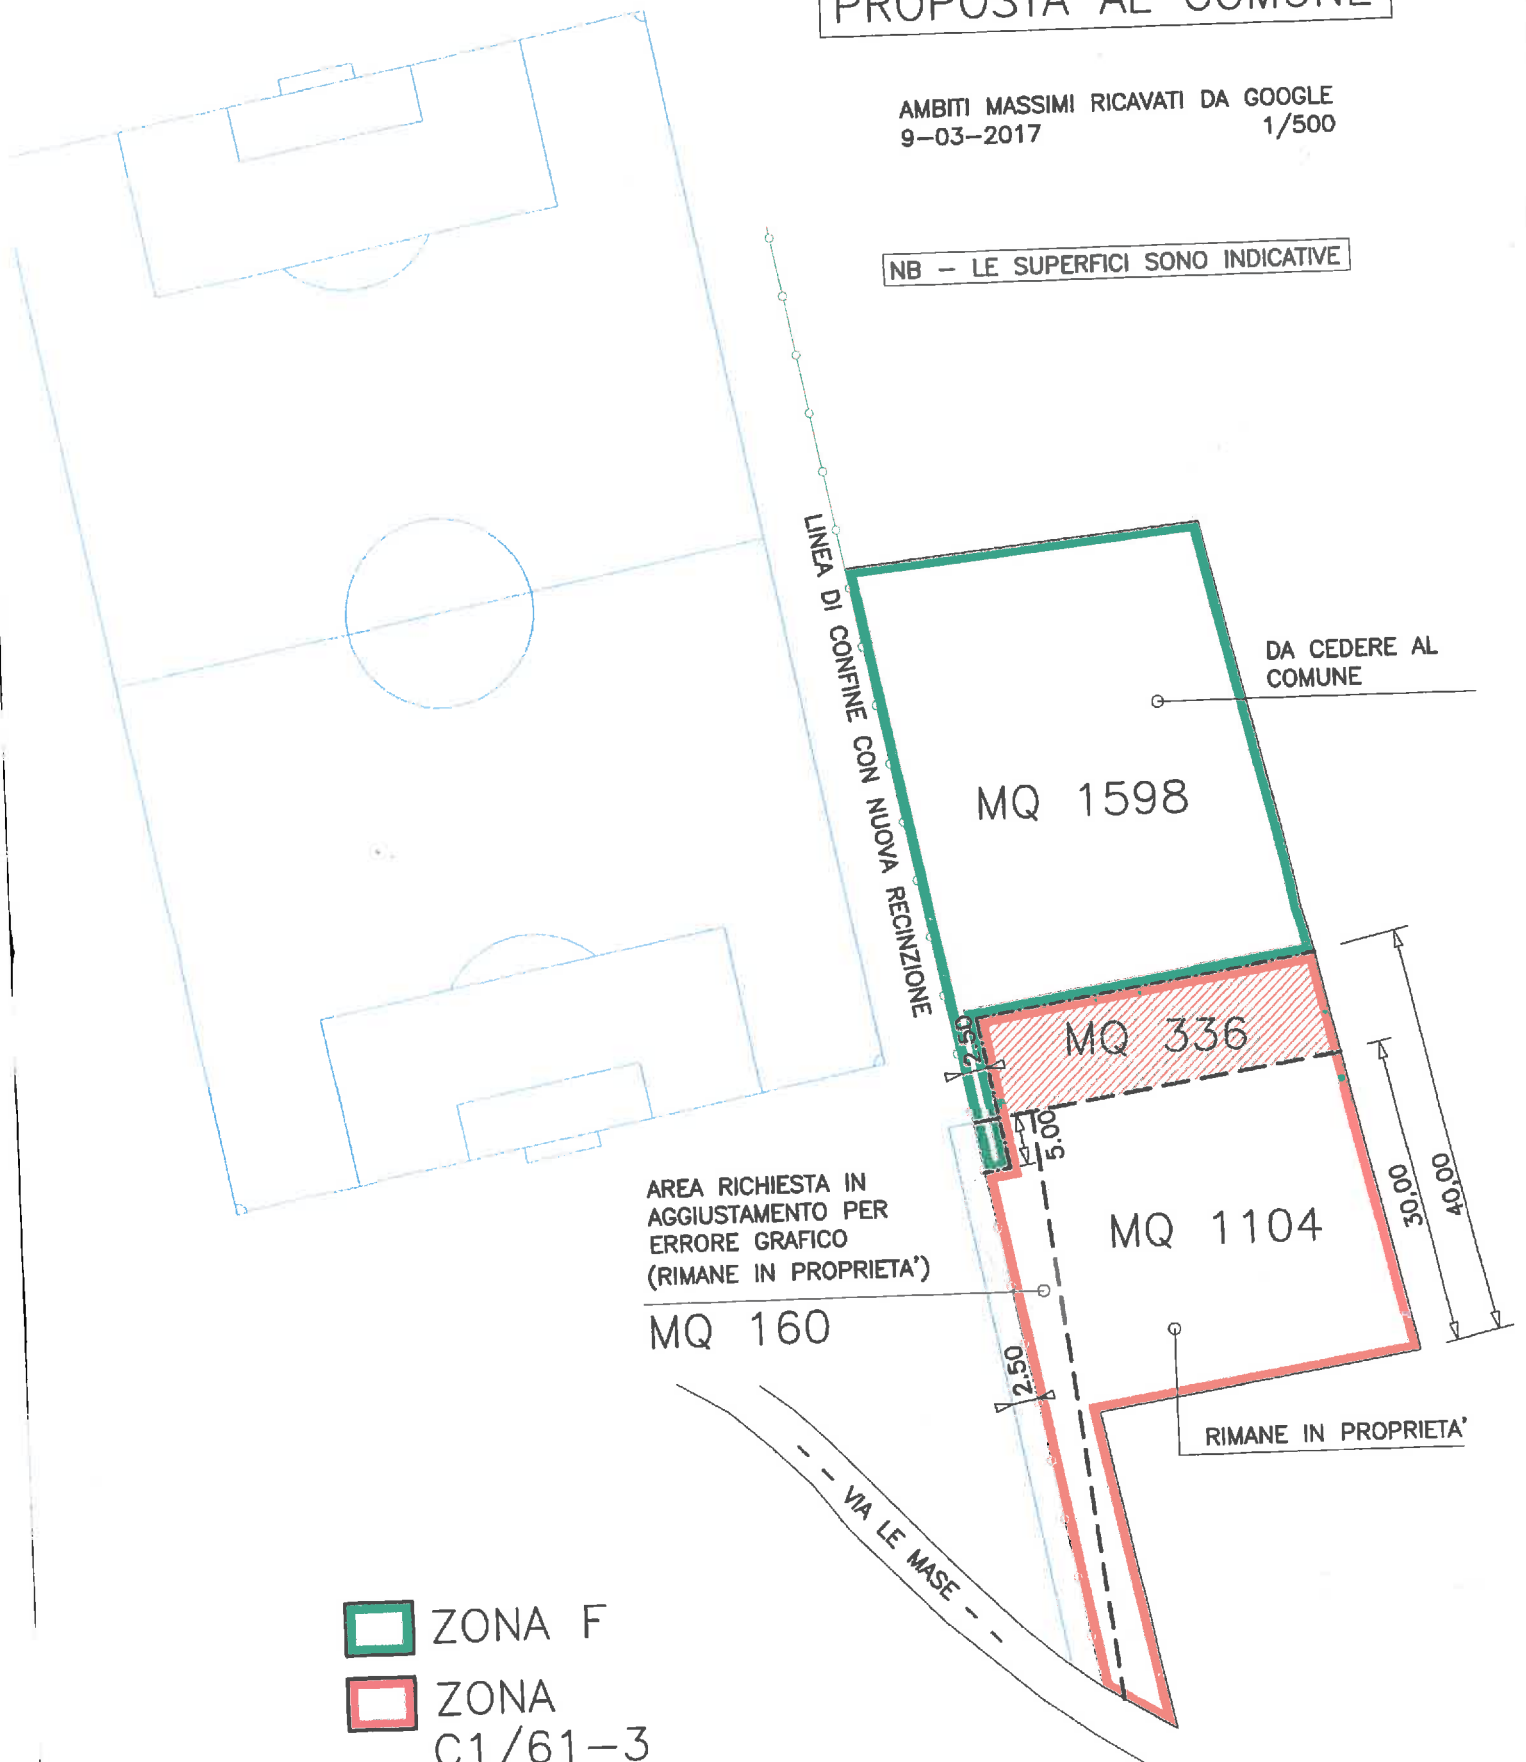 PROPOSTA AL COMUNE
AMBITI MASSIMI RICAVATI DA GOOGLE
9-03-2017 1/500
NB - LE SUPERFICI SONO INDICATIVE
LINEA DI CONFINE CON NUOVA RECINZIONE
DA CEDERE AL
COMUNE
MQ 1598
2.50
MQ 336
5.00
30,00
40,00
AREA RICHIESTA IN
AGGIUSTAMENTO PER
ERRORE GRAFICO
(RIMANE IN PROPRIETA')
MQ 160
MQ 1104
2.50
RIMANE IN PROPRIETA'
- - VIA LE MASE - -
ZONA F
ZONA
C1/61-3